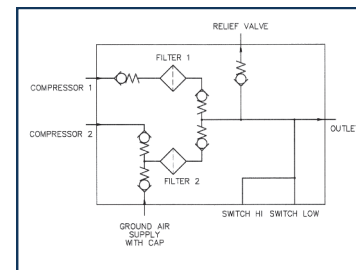 RELIEF VALVE
FILTER 1
COMPRESSOR 1
COMPRESSOR 2
OUTLET
FILTER 2
GROUND AIR
SUPPLY
WITH CAP
SWITCH HI
SWITCH LOW